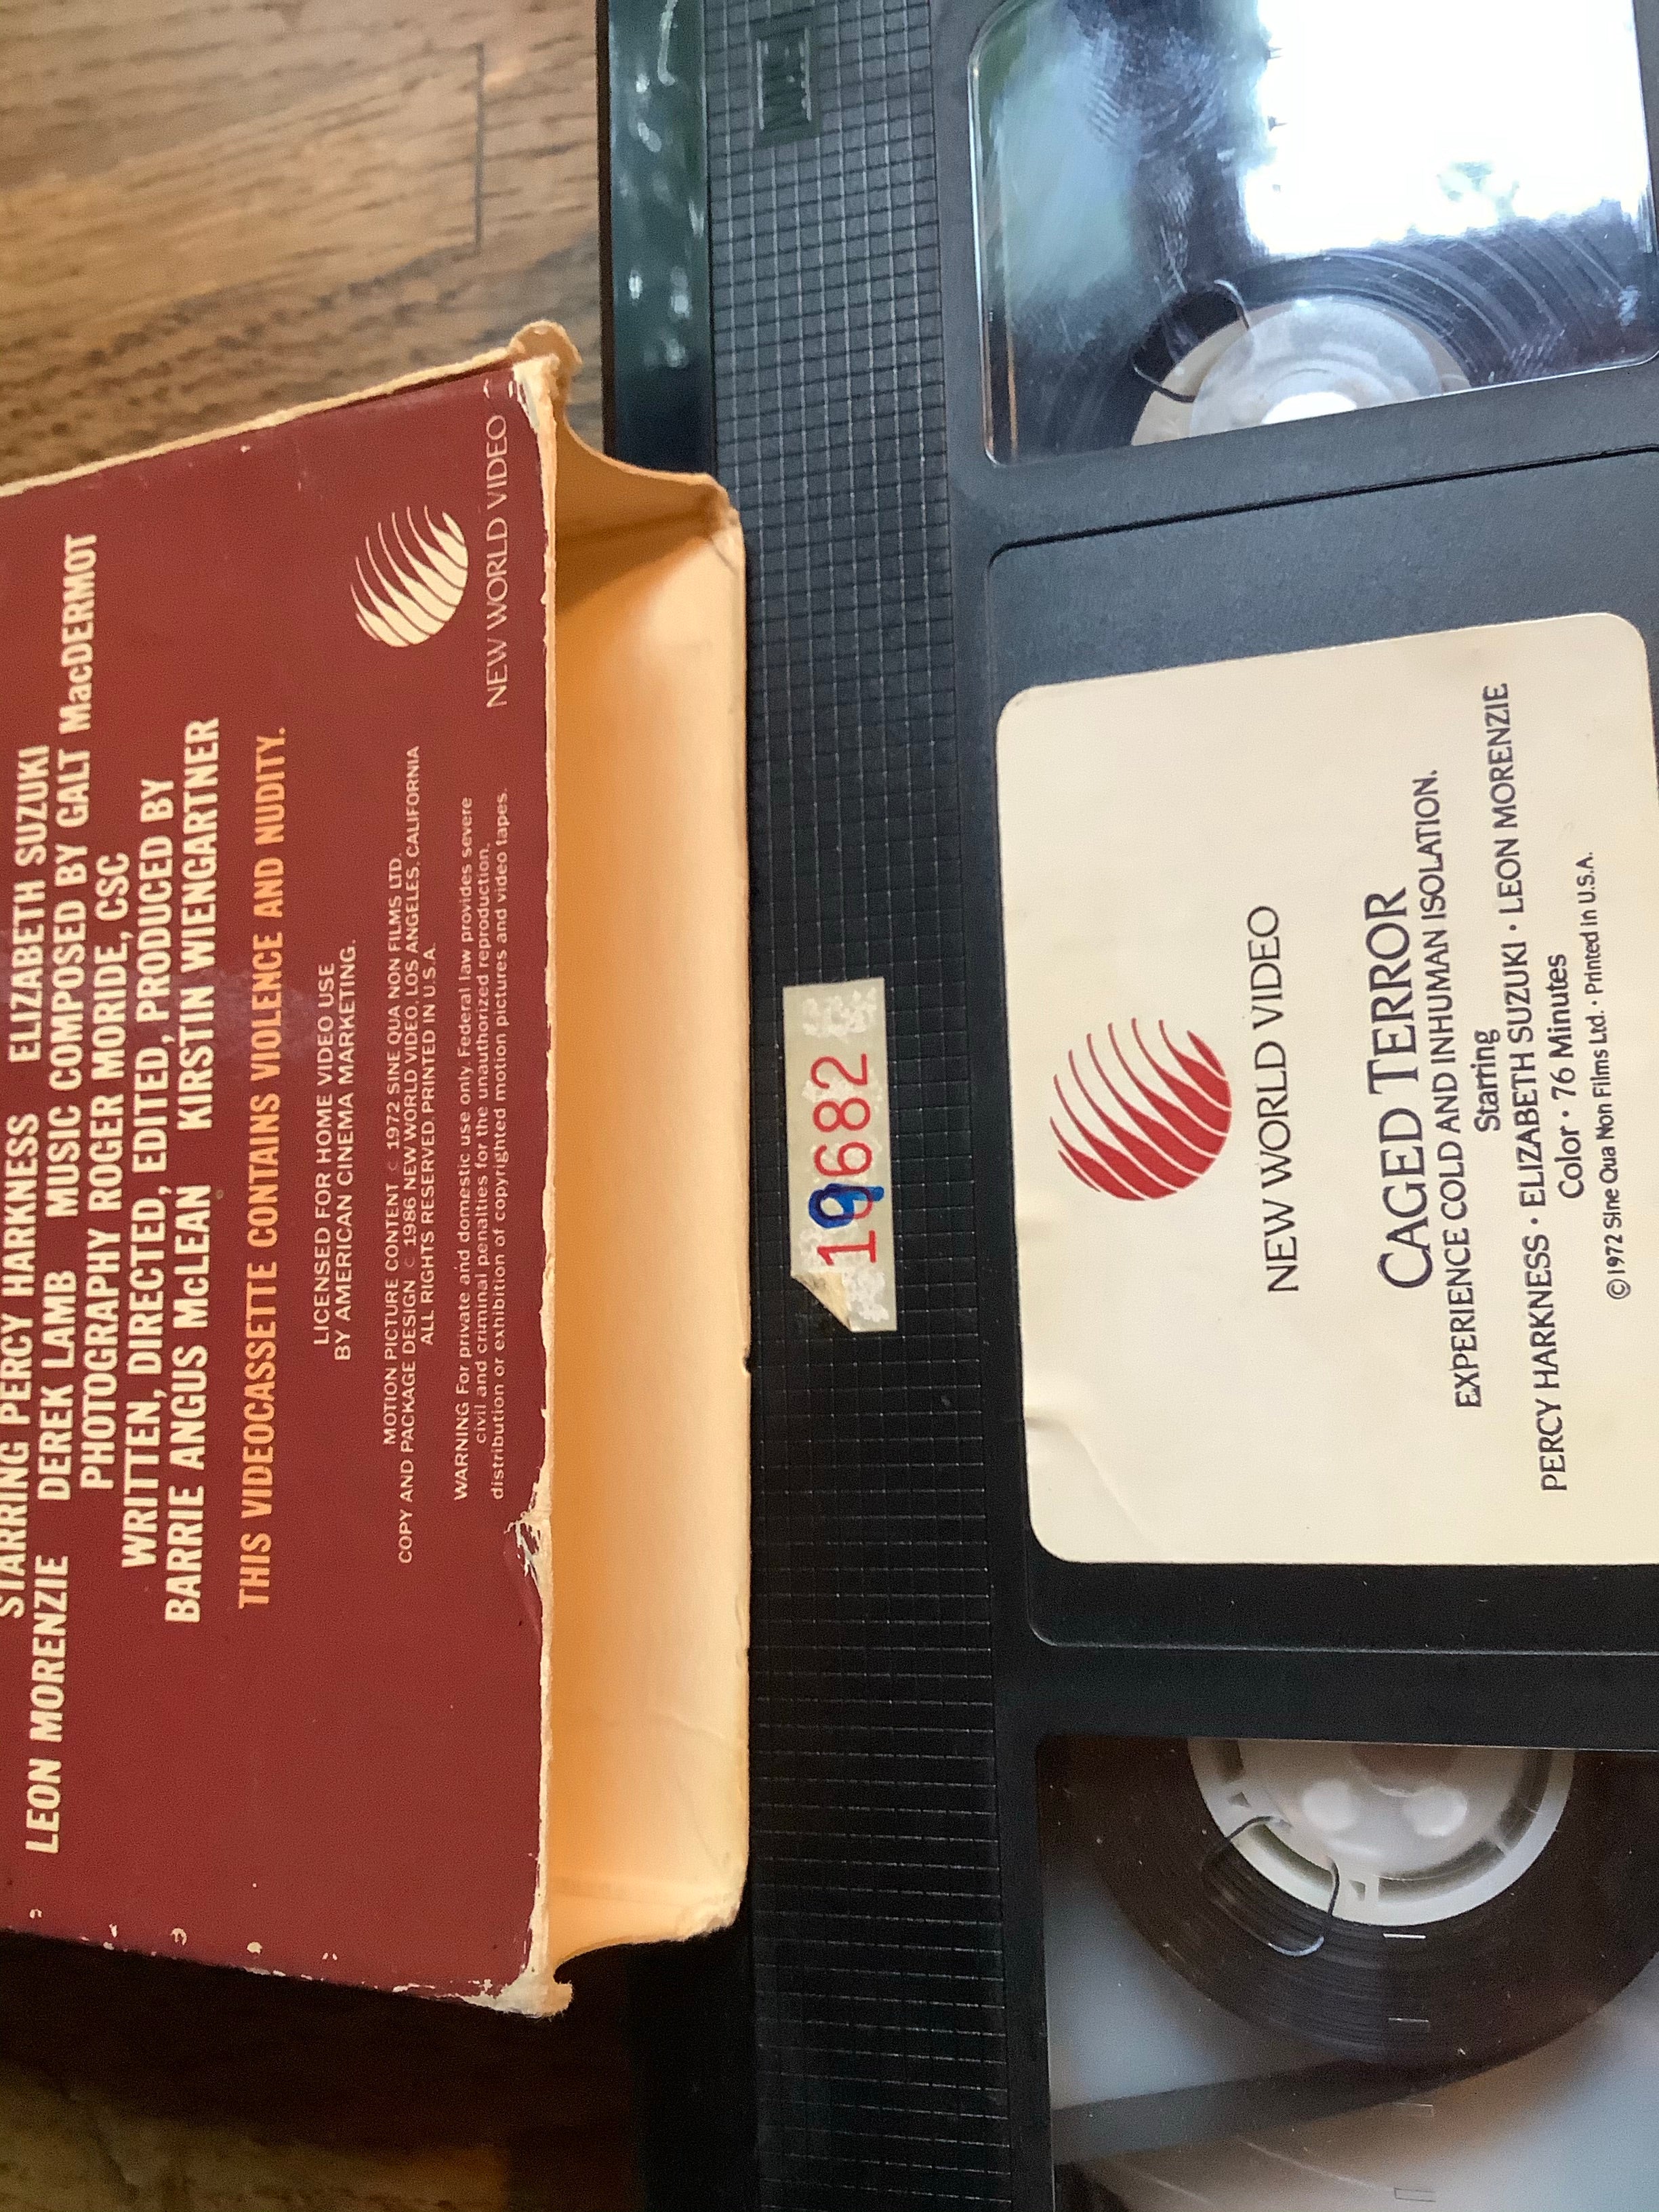 STARRING PERCY HARKNESS ELIZABETH SUZUKI
LEON MORENZIE DEREK LAMB MUSIC COMPOSED BY GALT MacDERMOT
PHOTOGRAPHY ROGER MORIDE, CSC
WRITTEN, DIRECTED, EDITED, PRODUCED BY
BARRIE ANGUS McLEAN KIRSTIN WIENGARTNER
THIS VIDEOCASSETTE CONTAINS VIOLENCE AND NUDITY.
LICENSED FOR HOME VIDEO USE
BY AMERICAN CINEMA MARKETING.
MOTION PICTURE CONTENT © 1972 SINE QUA NON FILMS LTD.
COPY AND PACKAGE DESIGN © 1986 NEW WORLD VIDEO, LOS ANGELES, CALIFORNIA
ALL RIGHTS RESERVED. PRINTED IN U.S.A.
WARNING For private and domestic use only. Federal law provides severe
civil and criminal penalties for the unauthorized reproduction,
distribution or exhibition of copyrighted motion pictures and video tapes.
NEW WORLD VIDEO
NEW WORLD VIDEO
CAGED TERROR
EXPERIENCE COLD AND INHUMAN ISOLATION.
Starring
PERCY HARKNESS • ELIZABETH SUZUKI • LEON MORENZIE
Color • 76 Minutes
©1972 Sine Qua Non Films Ltd. • Printed in U.S.A.